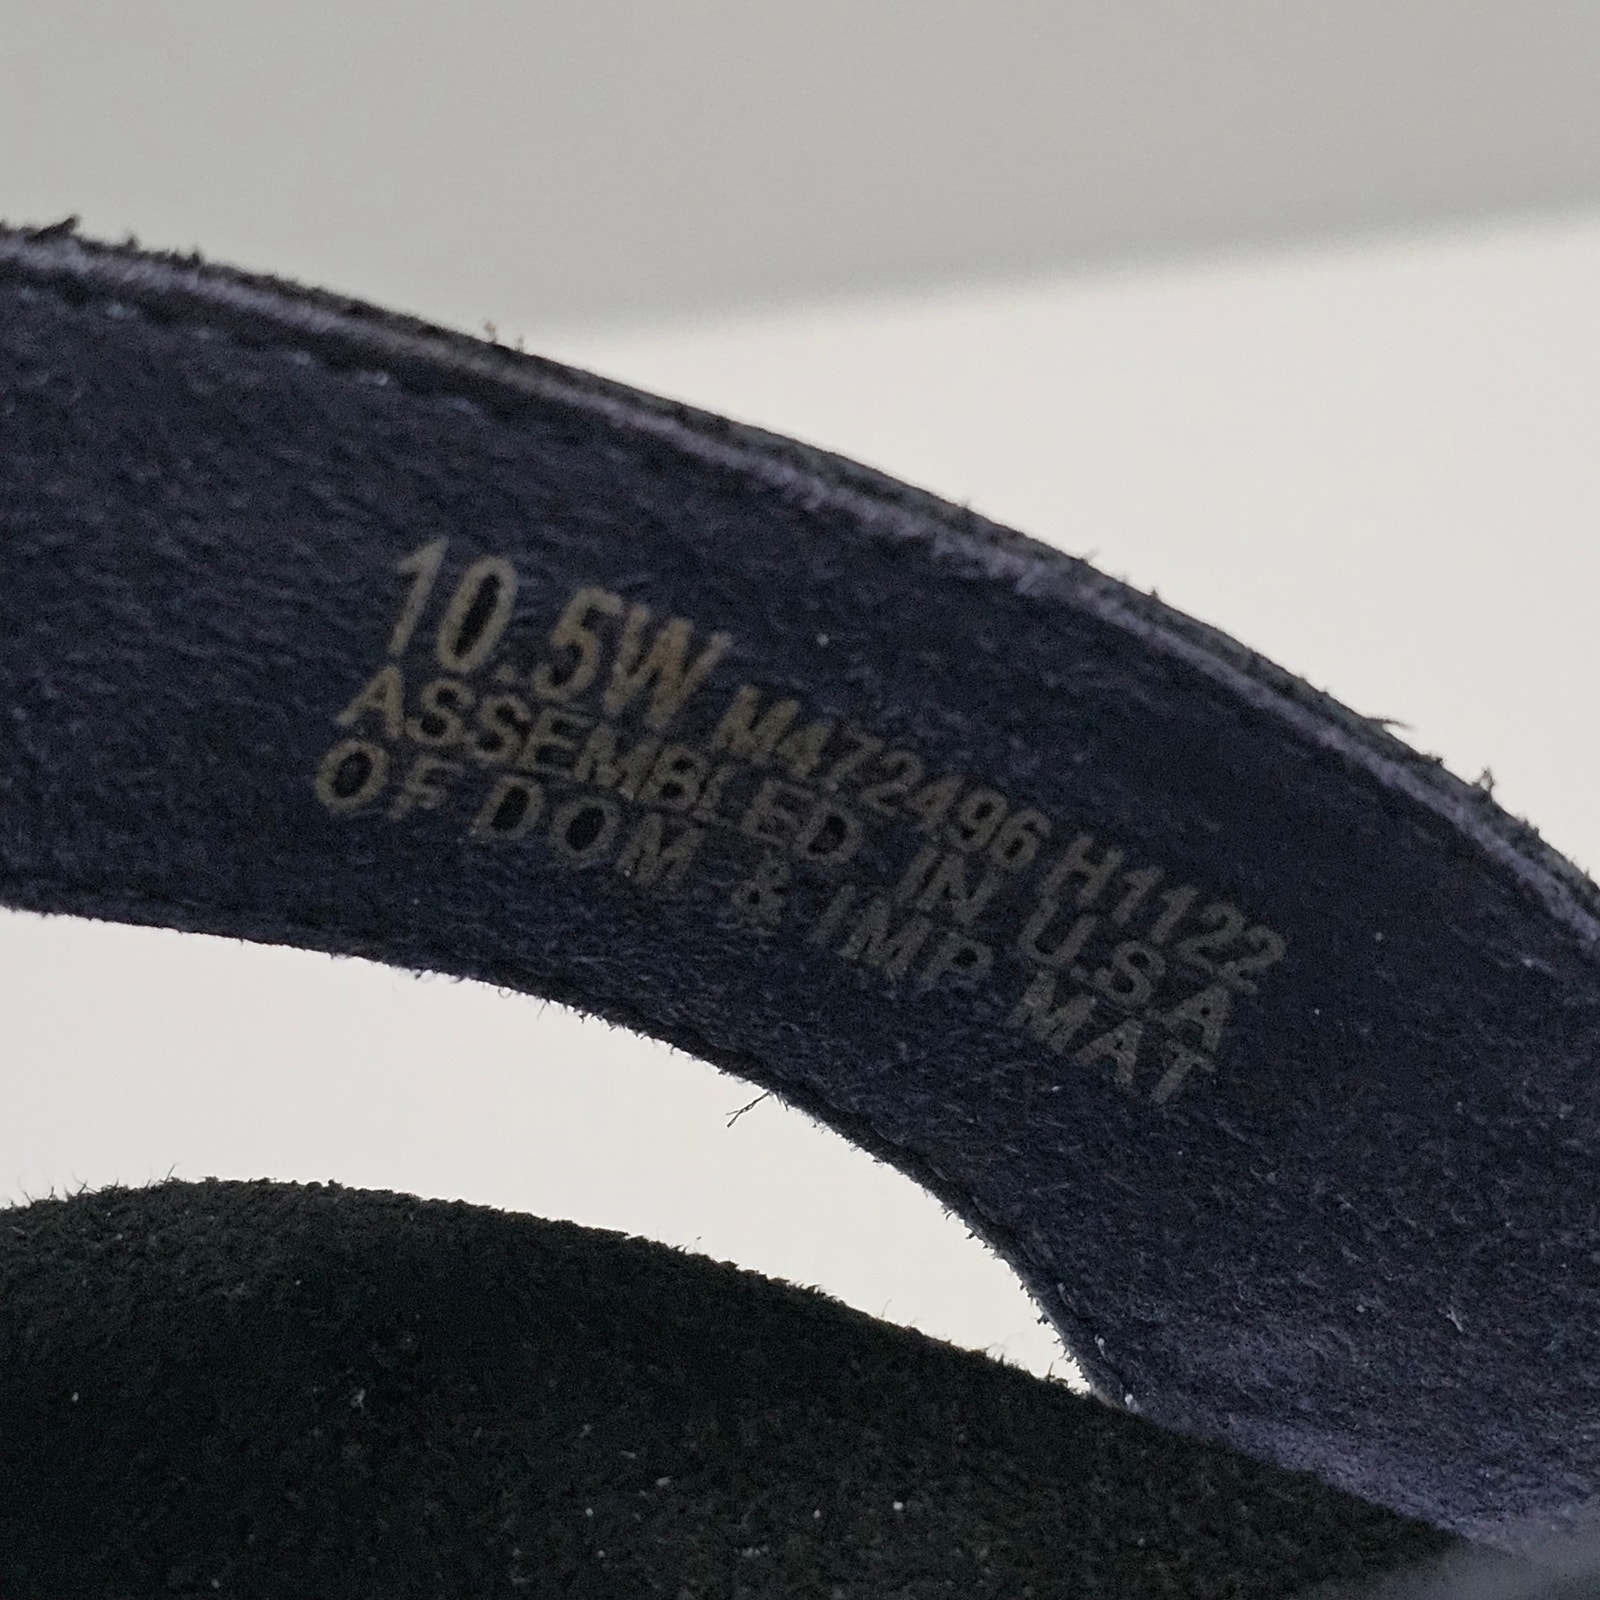 10.5W M472496 H1122
ASSEMBLED IN U.S.A
OF DOM & IMP MAT